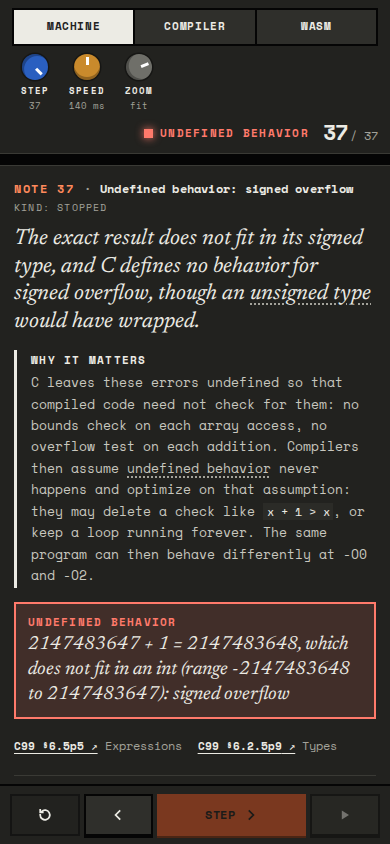 MACHINE COMPILER WASM
STEP SPEED ZOOM
37 140 ms fit
UNDEFINED BEHAVIOR 37 / 37
NOTE 37 · Undefined behavior: signed overflow
KIND: STOPPED
The exact result does not fit in its signed
type, and C defines no behavior for
signed overflow, though an unsigned type
would have wrapped.
WHY IT MATTERS
C leaves these errors undefined so that
compiled code need not check for them: no
bounds check on each array access, no
overflow test on each addition. Compilers
then assume undefined behavior never
happens and optimize on that assumption:
they may delete a check like x + 1 > x, or
keep a loop running forever. The same
program can then behave differently at -O0
and -O2.
UNDEFINED BEHAVIOR
2147483647 + 1 = 2147483648, which
does not fit in an int (range -2147483648
to 2147483647): signed overflow
C99 §6.5p5 ↗ Expressions C99 §6.2.5p9 ↗ Types
STEP